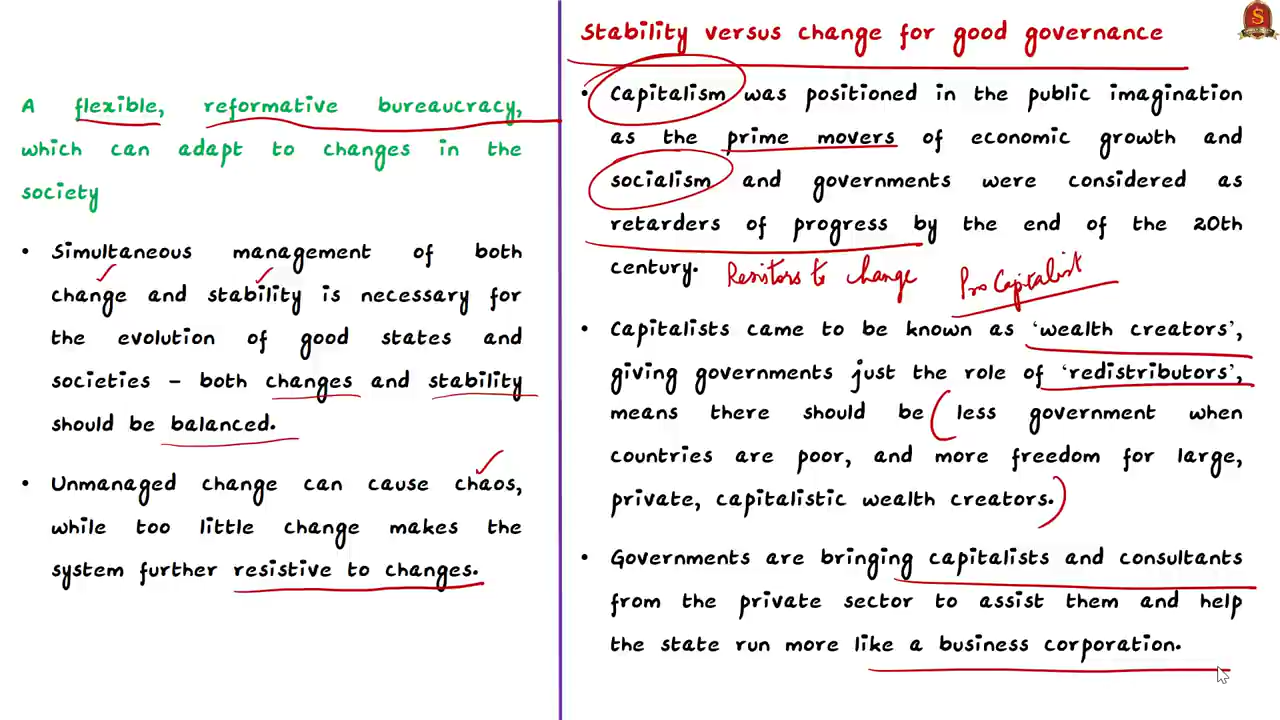 A flexible, reformative bureaucracy,
which can adapt to changes in the
society
• Simultaneous management of both
change and stability is necessary for
the evolution of good states and
societies – both changes and stability
should be balanced.
• Unmanaged change can cause chaos,
while too little change makes the
system further resistive to changes.
Stability versus change for good governance
• Capitalism was positioned in the public imagination
as the prime movers of economic growth and
socialism and governments were considered as
retarders of progress by the end of the 20th
century. Resistors to change Pro Capitalist
• Capitalists came to be known as ‘wealth creators’,
giving governments just the role of ‘redistributors’,
means there should be less government when
countries are poor, and more freedom for large,
private, capitalistic wealth creators.
• Governments are bringing capitalists and consultants
from the private sector to assist them and help
the state run more like a business corporation.
S